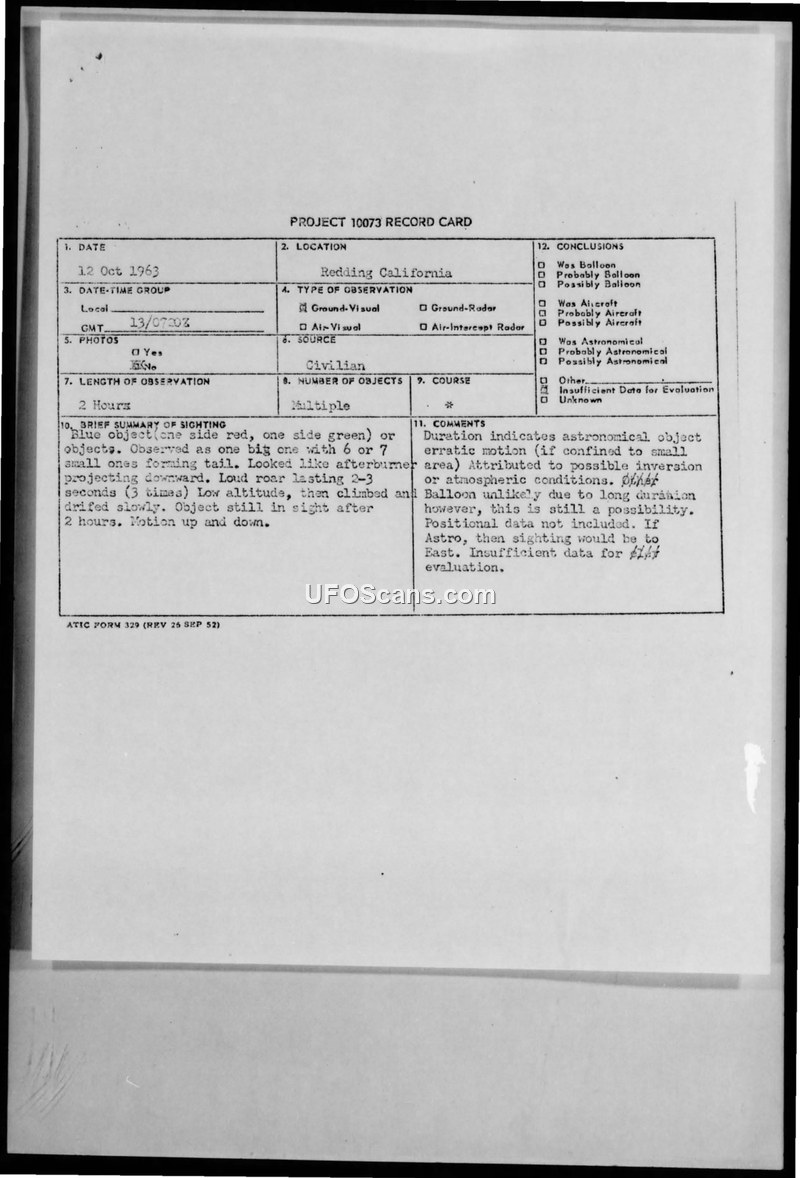 PROJECT 10073 RECORD CARD
1. DATE
12 Oct 1963
2. LOCATION
Redding California
12. CONCLUSIONS
Was Balloon
Probably Balloon
Possibly Balloon
Was Aircraft
Probably Aircraft
Possibly Aircraft
Was Astronomical
Probably Astronomical
Possibly Astronomical
Other
Insufficient Data for Evaluation
Unknown
3. DATE-TIME GROUP
Local
GMT 13/0720Z
4. TYPE OF OBSERVATION
Ground-Visual
Ground-Radar
Air-Visual
Air-Intercept Radar
5. PHOTOS
Yes
No
6. SOURCE
Civilian
7. LENGTH OF OBSERVATION
2 Hours
8. NUMBER OF OBJECTS
Multiple
9. COURSE
*
10. BRIEF SUMMARY OF SIGHTING
Blue object(one side red, one side green) or
objects. Observed as one big one with 6 or 7
small ones forming tail. Looked like afterburner
projecting downward. Loud roar lasting 2-3
seconds (3 times) Low altitude, then climbed and
drifed slowly. Object still in sight after
2 hours. Motion up and down.
11. COMMENTS
Duration indicates astronomical object
erratic motion (if confined to small
area) Attributed to possible inversion
or atmospheric conditions.
Balloon unlikely due to long duration
however, this is still a possibility.
Positional data not included. If
Astro, then sighting would be to
East. Insufficient data for
evaluation.
ATIC FORM 329 (REV 26 SEP 52)
UFOScans.com